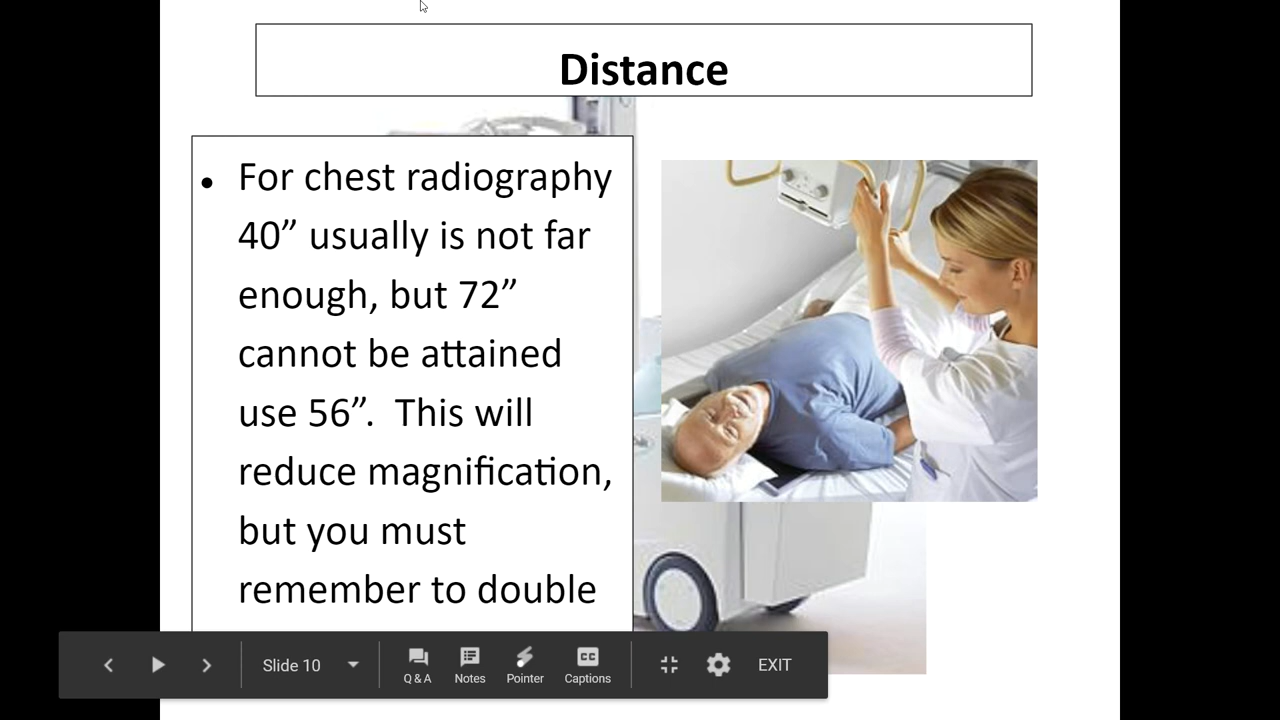 Distance
• For chest radiography
40” usually is not far
enough, but 72”
cannot be attained
use 56”.  This will
reduce magnification,
but you must
remember to double
Slide 10
Q & A
Notes
Pointer
CC
Captions
EXIT